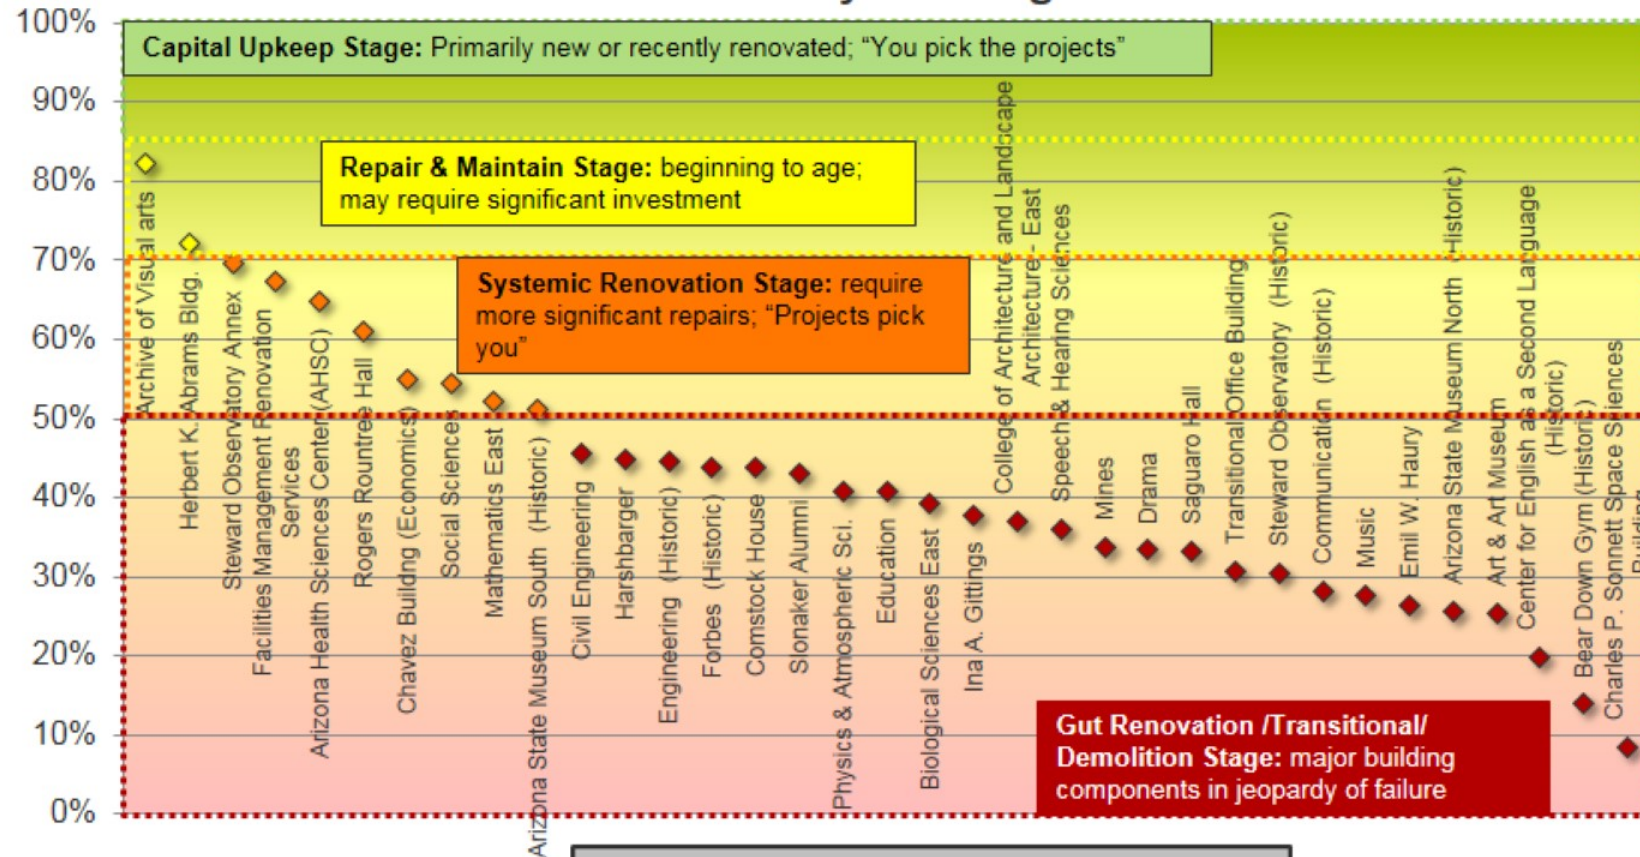 100%
90%
80%
70%
60%
50%
40%
30%
20%
10%
0%
Capital Upkeep Stage: Primarily new or recently renovated; “You pick the projects”
Repair & Maintain Stage: beginning to age;
may require significant investment
Systemic Renovation Stage: require
more significant repairs; “Projects pick
you”
Gut Renovation /Transitional/
Demolition Stage: major building
components in jeopardy of failure
Archive of Visual arts
Herbert K. Abrams Bldg.
Steward Observatory Annex
Facilities Management Renovation
Services
Arizona Health Sciences Center (AHSC)
Rogers Rountree Hall
Chavez Buildng (Economics)
Social Sciences
Mathematics East
Arizona State Museum South (Historic)
Civil Engineering
Harshbarger
Engineering (Historic)
Forbes (Historic)
Comstock House
Slonaker Alumni
Physics & Atmospheric Sci.
Education
Biological Sciences East
Ina A. Gittings
College of Architecture and Landscape
Architecture - East
Speech & Hearing Sciences
Mines
Drama
Saguaro Hall
Transitional Office Building
Steward Observatory (Historic)
Communication (Historic)
Music
Emil W. Haury
Arizona State Museum North (Historic)
Art & Art Museum
Center for English as a Second Language
(Historic)
Bear Down Gym (Historic)
Charles P. Sonnett Space Sciences